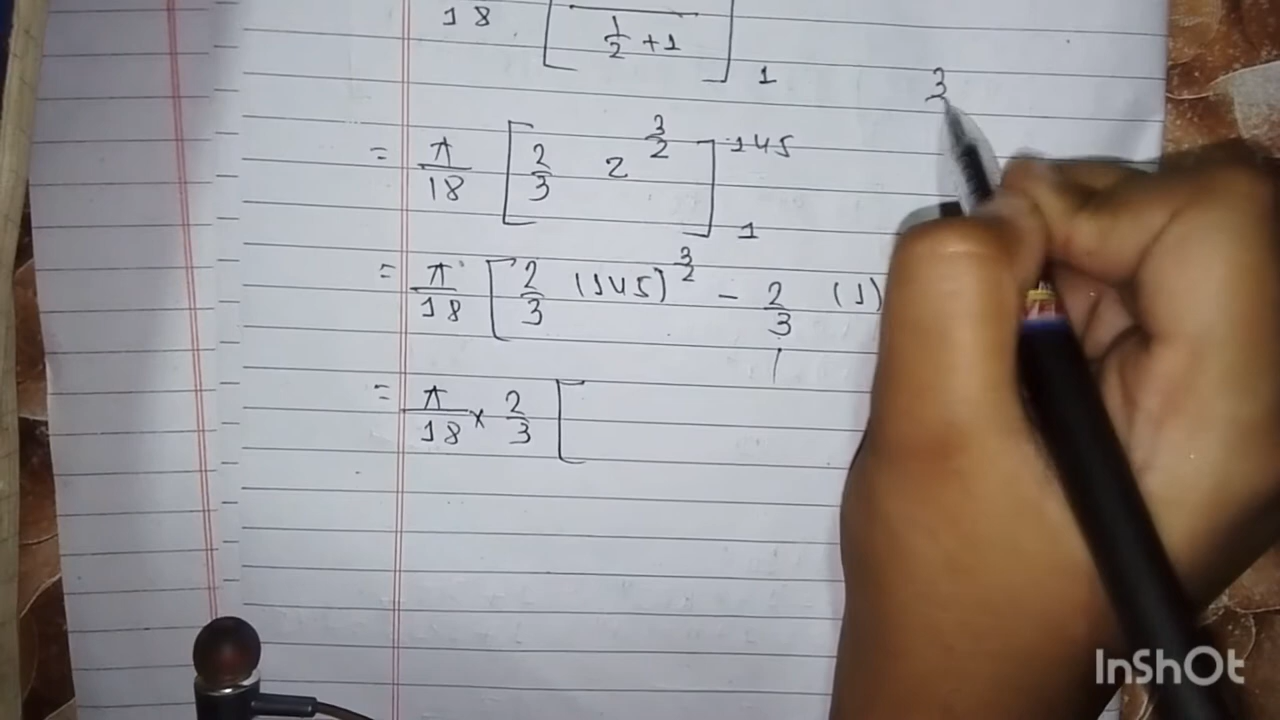 18 [ 1/2 + 1 ] 1
= π/18 [ 2/3 z^3/2 ] 145 1
= π/18 [ 2/3 (145)^3/2 - 2/3 (1)
= π/18 × 2/3 [
3
InShOt